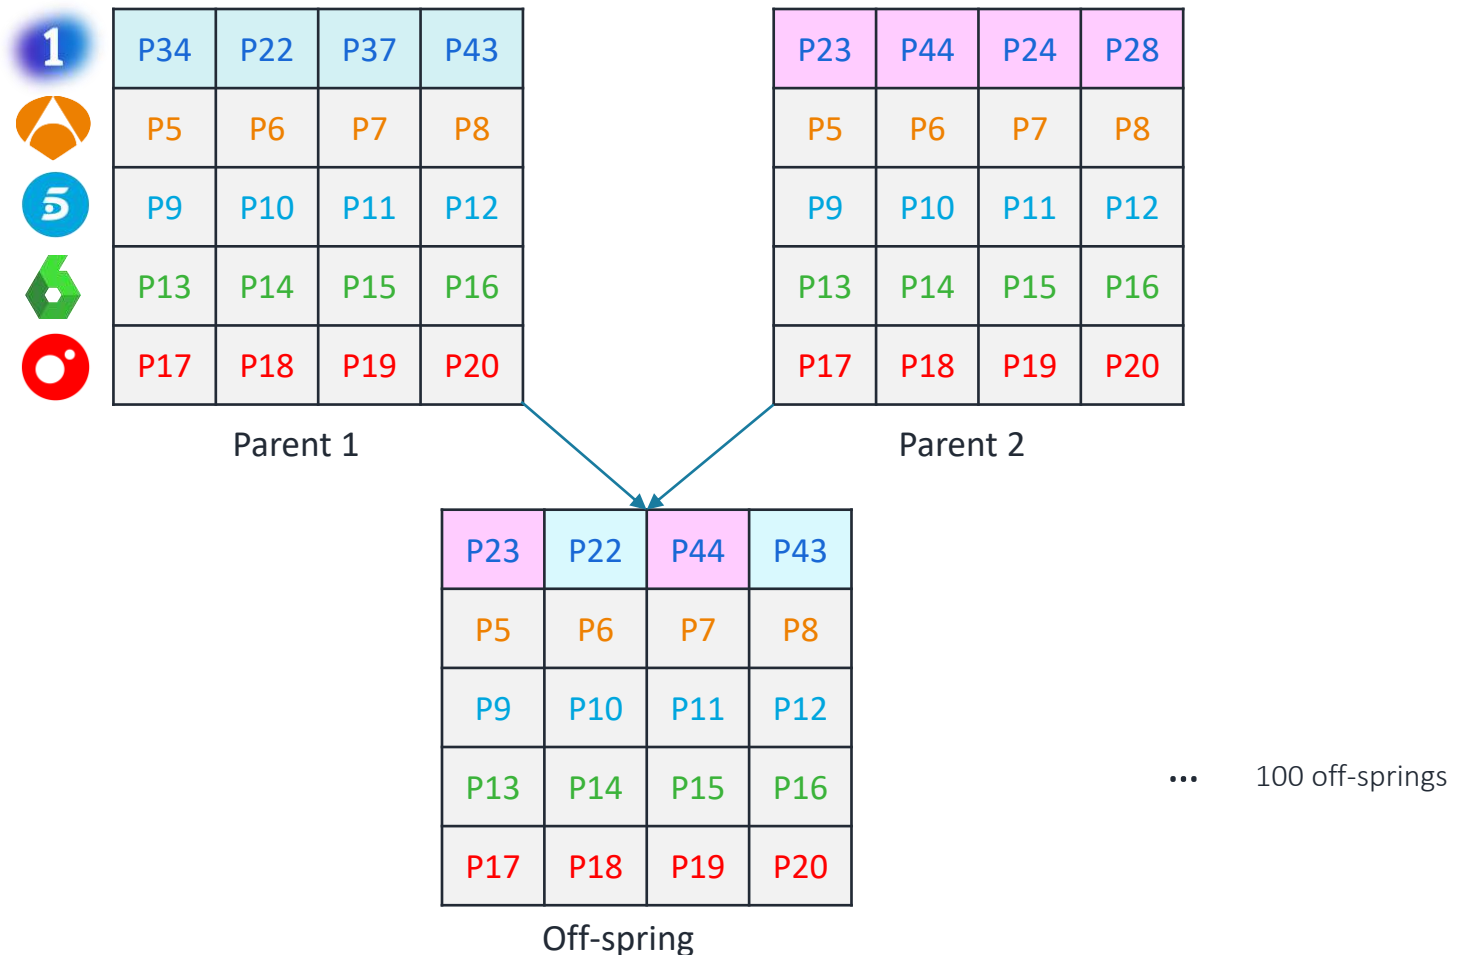 1 P34 P22 P37 P43
P5 P6 P7 P8
5 P9 P10 P11 P12
6 P13 P14 P15 P16
P17 P18 P19 P20
Parent 1
P23 P44 P24 P28
P5 P6 P7 P8
P9 P10 P11 P12
P13 P14 P15 P16
P17 P18 P19 P20
Parent 2
P23 P22 P44 P43
P5 P6 P7 P8
P9 P10 P11 P12
P13 P14 P15 P16
P17 P18 P19 P20
Off-spring
... 100 off-springs